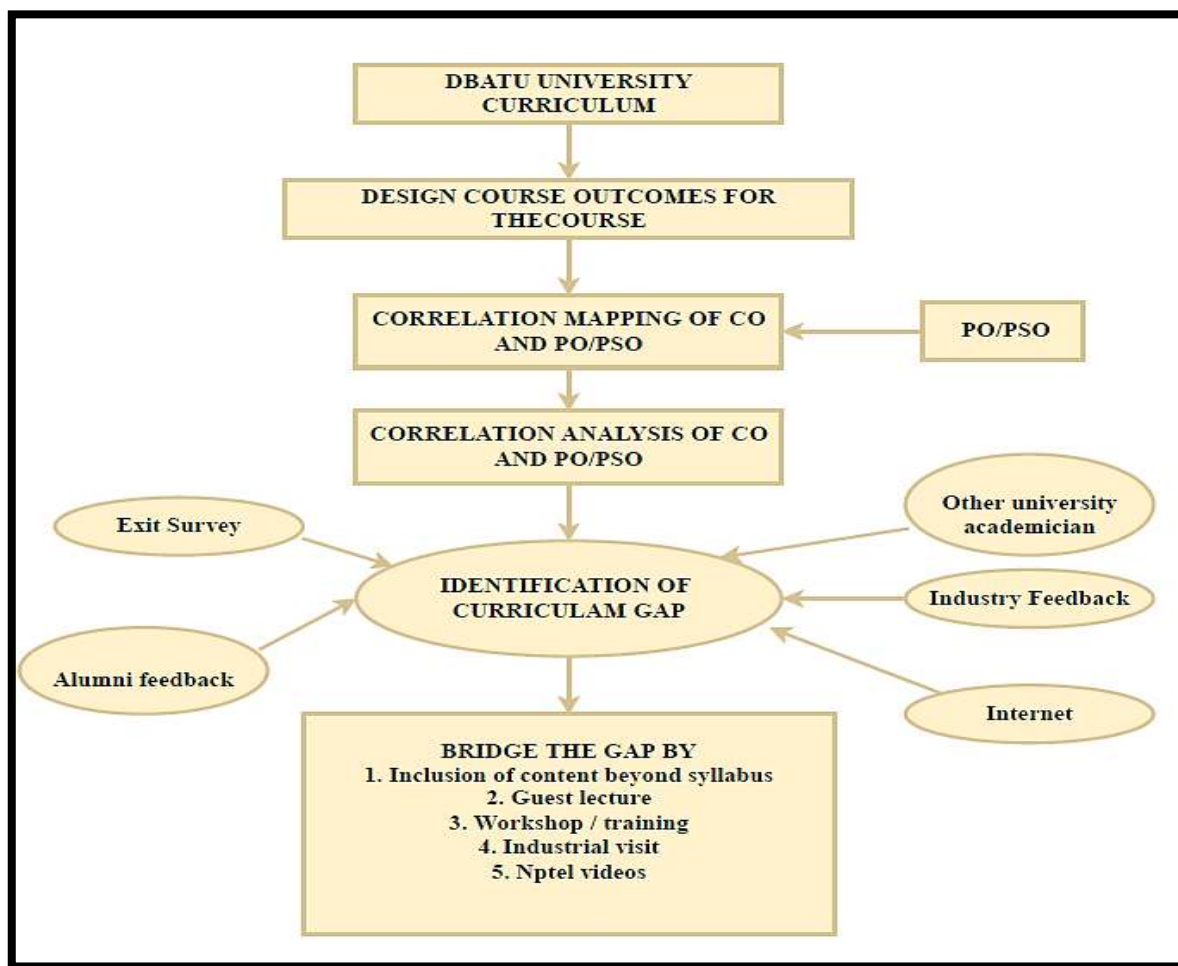 DBATU UNIVERSITY
CURRICULUM
DESIGN COURSE OUTCOMES FOR
THECOURSE
CORRELATION MAPPING OF CO
AND PO/PSO
PO/PSO
CORRELATION ANALYSIS OF CO
AND PO/PSO
Exit Survey
Other university
academician
IDENTIFICATION OF
CURRICULAM GAP
Industry Feedback
Alumni feedback
Internet
BRIDGE THE GAP BY
1. Inclusion of content beyond syllabus
2. Guest lecture
3. Workshop / training
4. Industrial visit
5. Nptel videos